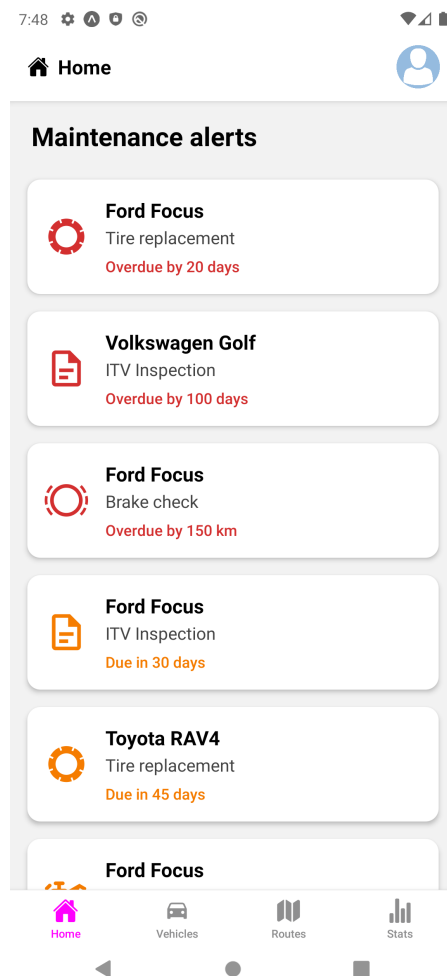 7:48
Home
Maintenance alerts
Ford Focus
Tire replacement
Overdue by 20 days
Volkswagen Golf
ITV Inspection
Overdue by 100 days
Ford Focus
Brake check
Overdue by 150 km
Ford Focus
ITV Inspection
Due in 30 days
Toyota RAV4
Tire replacement
Due in 45 days
Ford Focus
Home Vehicles Routes Stats